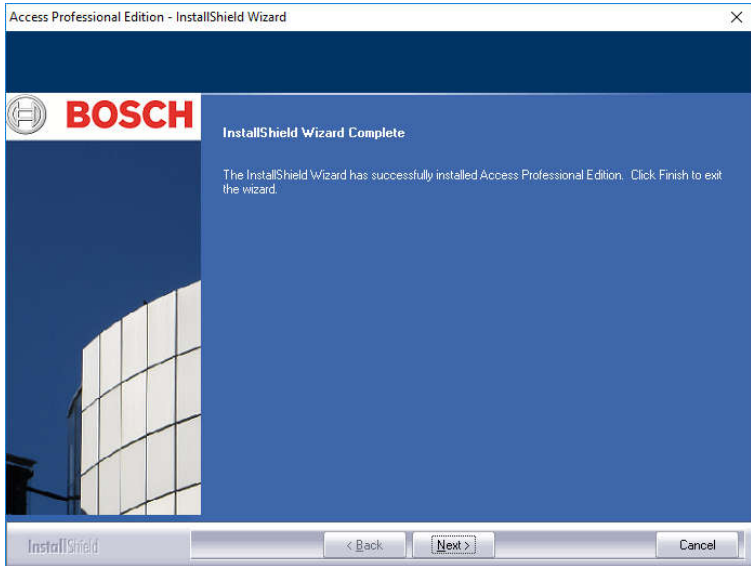 Access Professional Edition - InstallShield Wizard
BOSCH
InstallShield Wizard Complete
The InstallShield Wizard has successfully installed Access Professional Edition. Click Finish to exit
the wizard.
InstallShield
< Back
Next >
Cancel